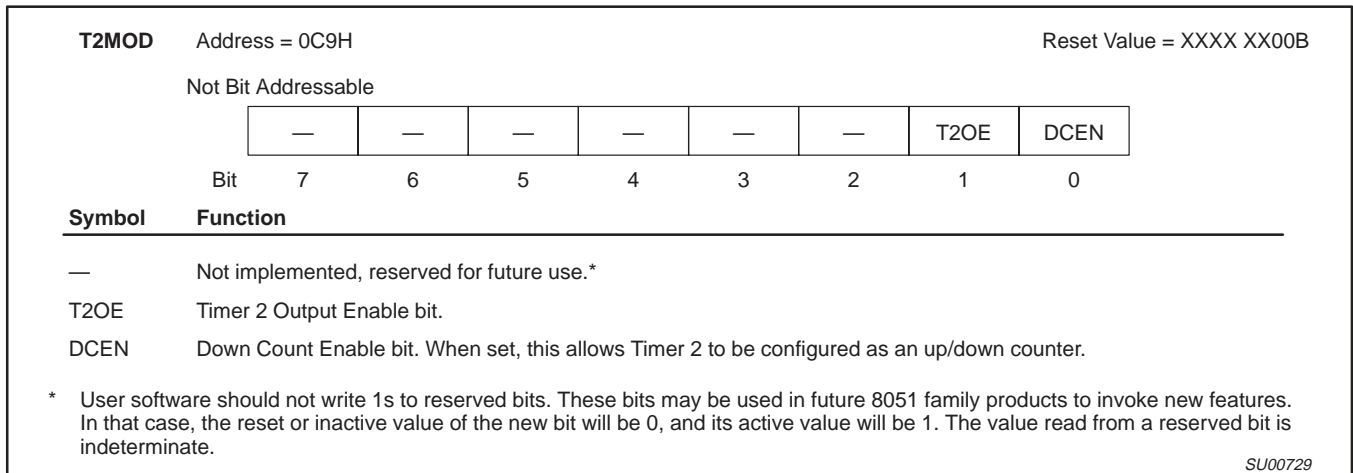 T2MOD Address = 0C9H Reset Value = XXXX XX00B
Not Bit Addressable
— — — — — — T2OE DCEN
Bit 7 6 5 4 3 2 1 0
Symbol Function
— Not implemented, reserved for future use.*
T2OE Timer 2 Output Enable bit.
DCEN Down Count Enable bit. When set, this allows Timer 2 to be configured as an up/down counter.
* User software should not write 1s to reserved bits. These bits may be used in future 8051 family products to invoke new features.
In that case, the reset or inactive value of the new bit will be 0, and its active value will be 1. The value read from a reserved bit is
indeterminate.
SU00729